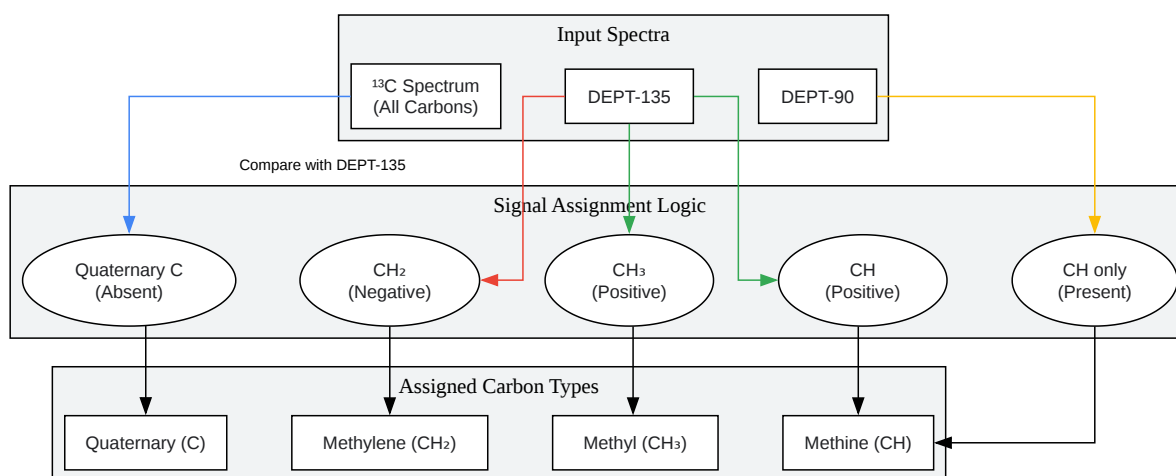 Input Spectra
¹³C Spectrum
(All Carbons)
DEPT-135
DEPT-90
Compare with DEPT-135
Signal Assignment Logic
Quaternary C
(Absent)
CH₂
(Negative)
CH₃
(Positive)
CH
(Positive)
CH only
(Present)
Assigned Carbon Types
Quaternary (C)
Methylene (CH₂)
Methyl (CH₃)
Methine (CH)